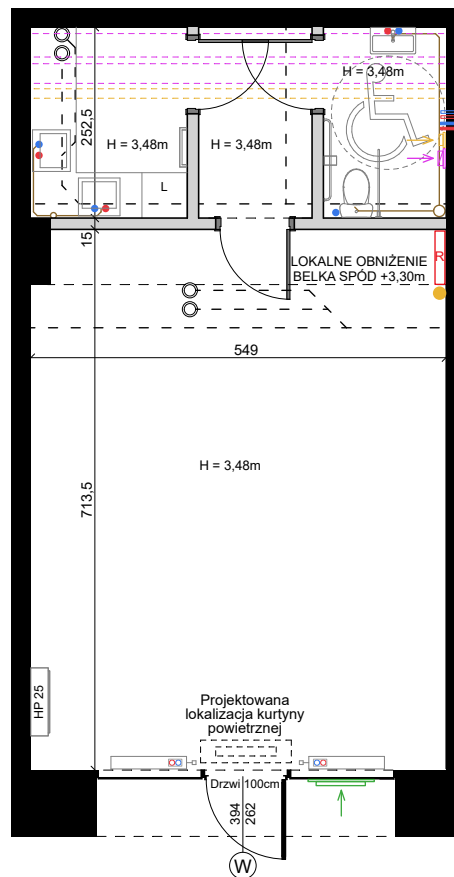 H = 3,48m
252,5
H = 3,48m
H = 3,48m
L
15
LOKALNE OBNIŻENIE
BELKA SPÓD +3,30m
R
549
H = 3,48m
713,5
HP 25
Projektowana
lokalizacja kurtyny
powietrznej
Drzwi 100cm
394
262
W